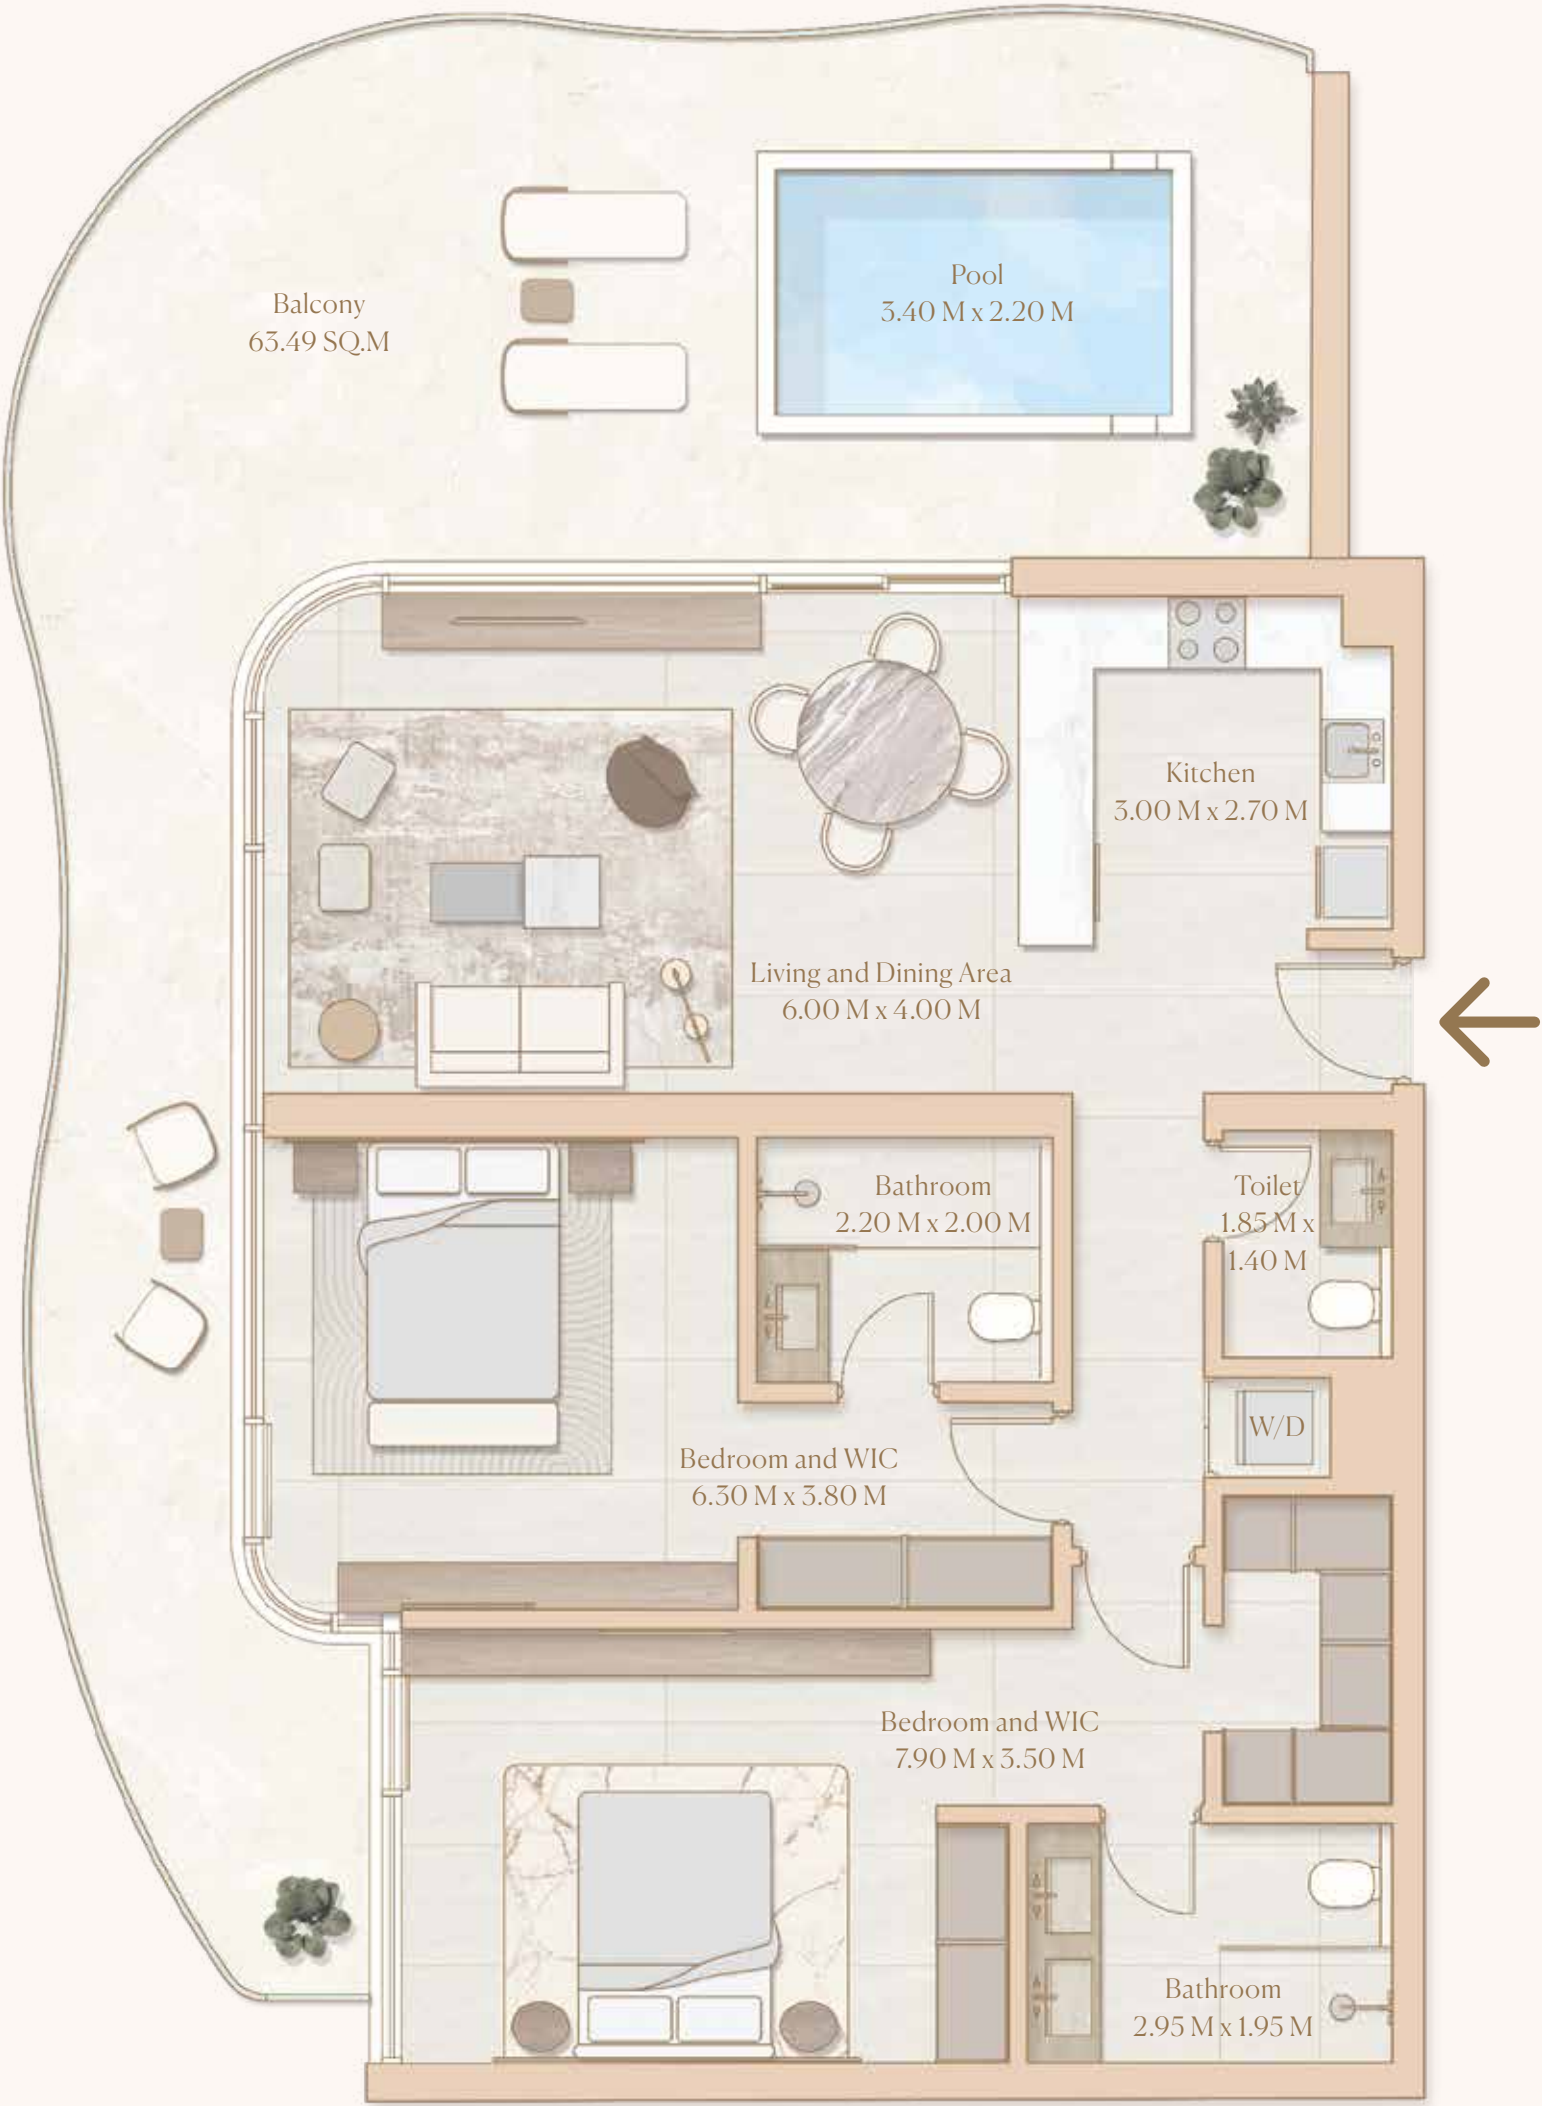 Pool
3.40 M x 2.20 M
Balcony
63.49 SQ.M
Kitchen
3.00 M x 2.70 M
Living and Dining Area
6.00 M x 4.00 M
Bathroom
2.20 M x 2.00 M
Toilet
1.85 M x
1.40 M
W/D
Bedroom and WIC
6.30 M x 3.80 M
Bedroom and WIC
7.90 M x 3.50 M
Bathroom
2.95 M x 1.95 M